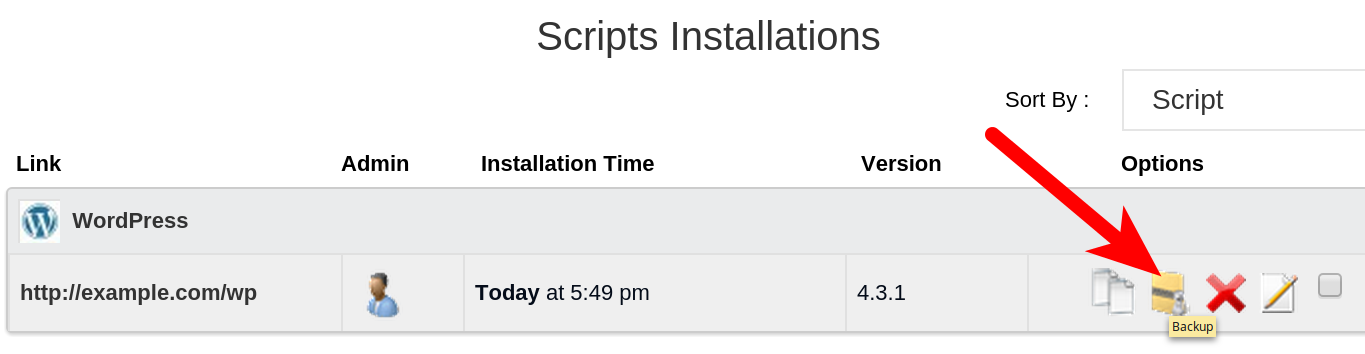 Scripts Installations
Sort By : Script
Link Admin Installation Time Version Options
WordPress
http://example.com/wp Today at 5:49 pm 4.3.1
Backup